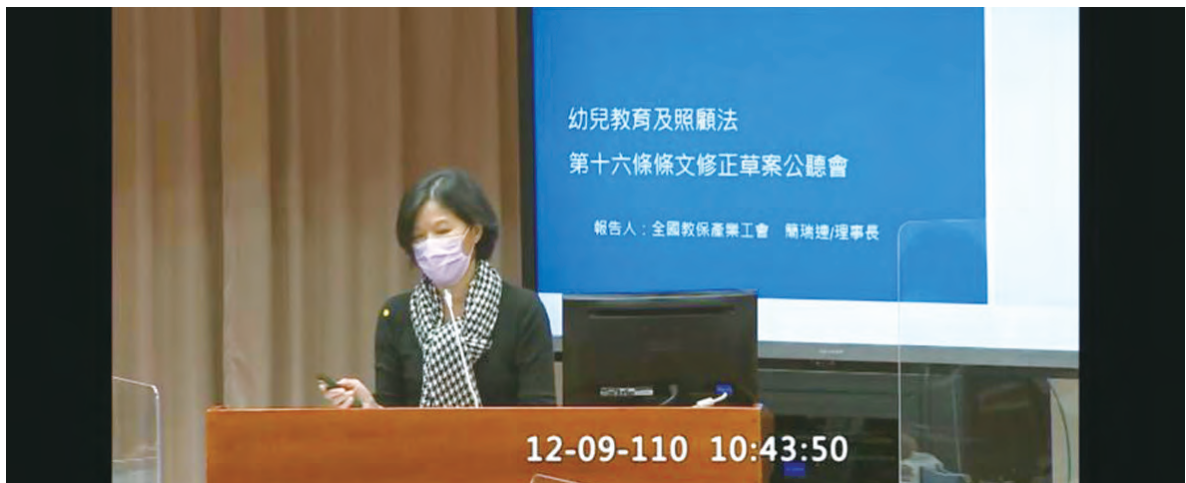 幼兒教育及照顧法
第十六條條文修正草案公聽會
報告人：全國教保產業工會　簡瑞連/理事長
12-09-110 10:43:50